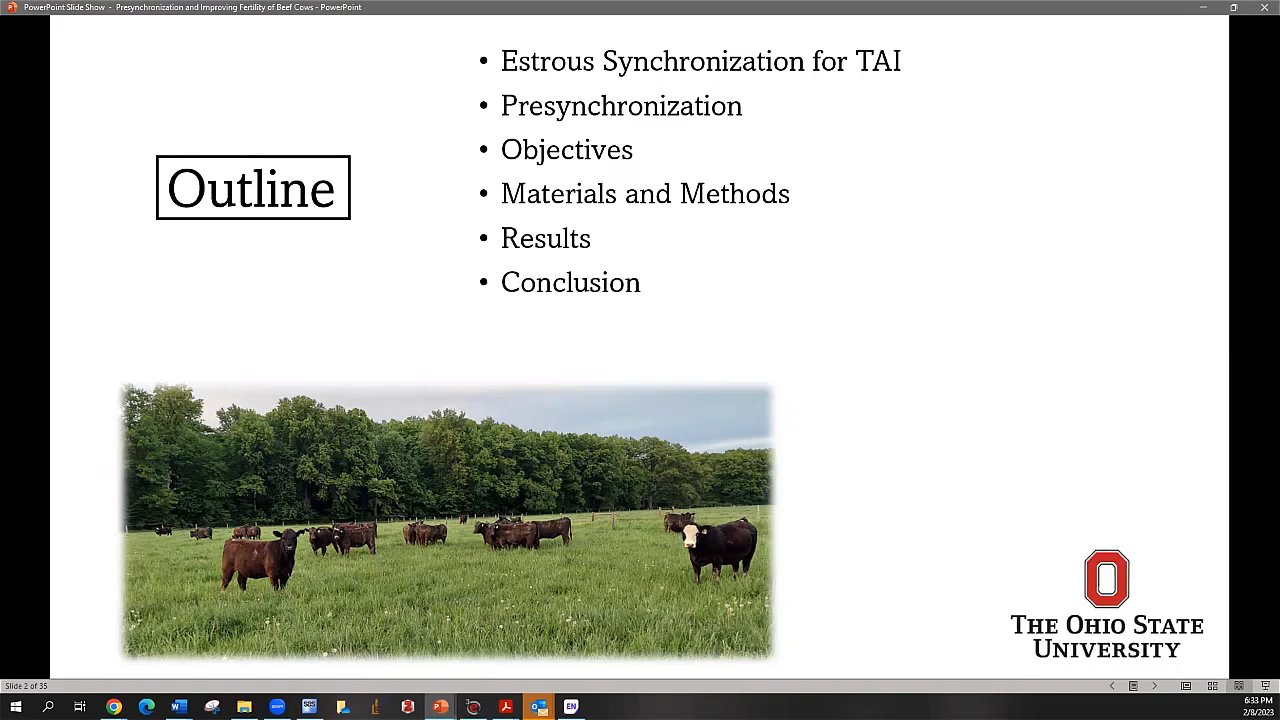 PowerPoint Slide Show - Presynchronization and Improving Fertility of Beef Cows - PowerPoint
Outline
• Estrous Synchronization for TAI
• Presynchronization
• Objectives
• Materials and Methods
• Results
• Conclusion
THE OHIO STATE
UNIVERSITY
Slide 2 of 35
EN
6:33 PM
2/8/2023